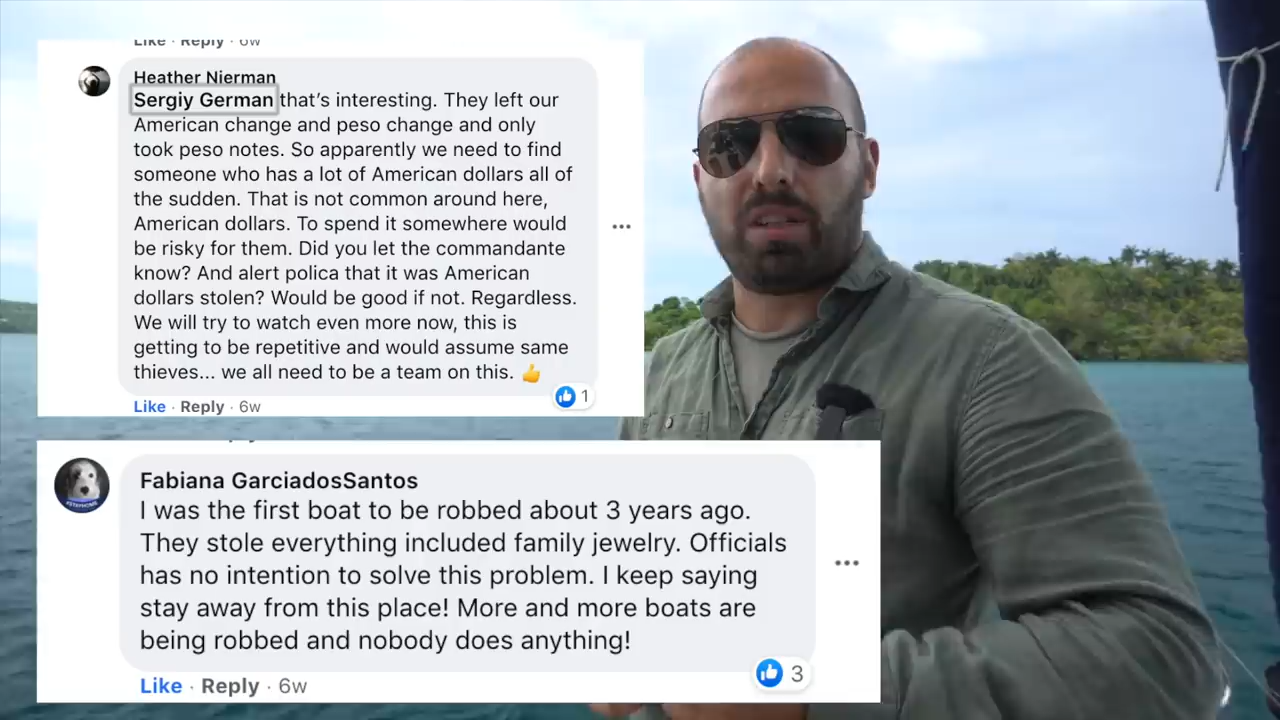 Like · Reply · 6w
Heather Nierman
Sergiy German that's interesting. They left our
American change and peso change and only
took peso notes. So apparently we need to find
someone who has a lot of American dollars all of
the sudden. That is not common around here,
American dollars. To spend it somewhere would
be risky for them. Did you let the commandante
know? And alert polica that it was American
dollars stolen? Would be good if not. Regardless.
We will try to watch even more now, this is
getting to be repetitive and would assume same
thieves... we all need to be a team on this. 👍
1
Like · Reply · 6w
Fabiana GarciadosSantos
I was the first boat to be robbed about 3 years ago.
They stole everything included family jewelry. Officials
has no intention to solve this problem. I keep saying
stay away from this place! More and more boats are
being robbed and nobody does anything!
3
Like · Reply · 6w